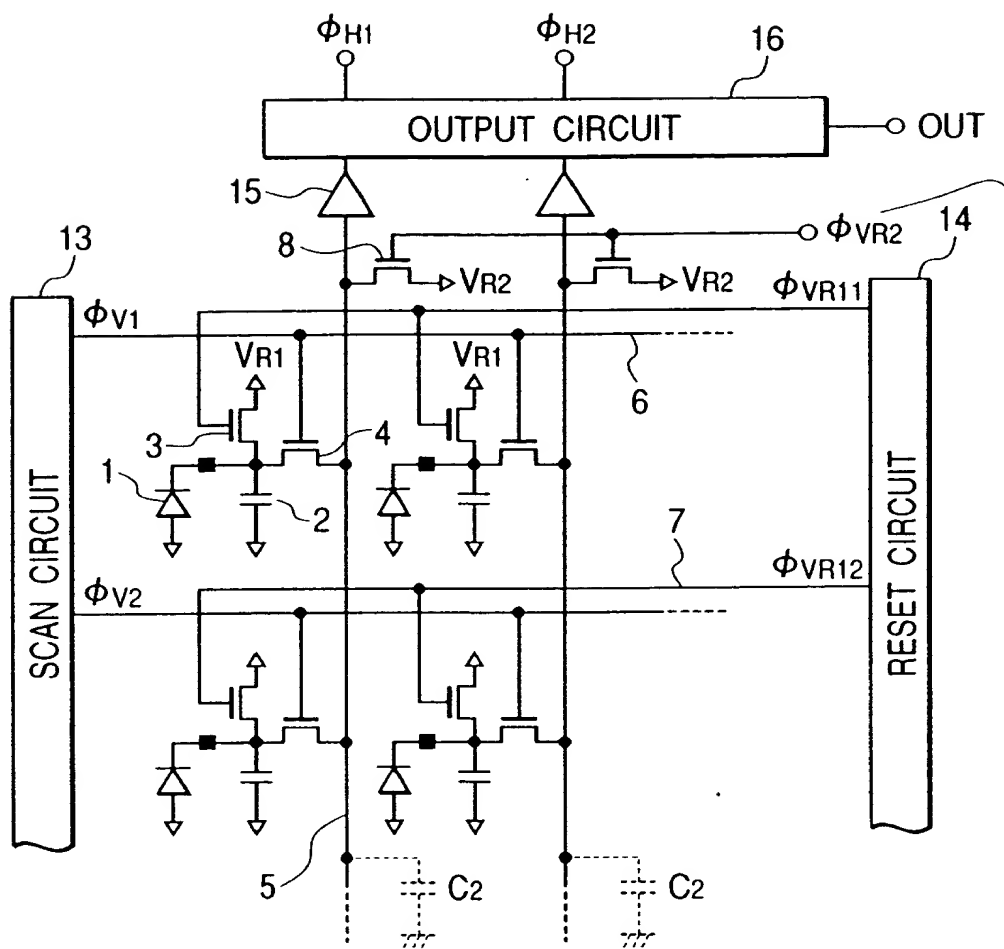 ΦH1 ΦH2
16
OUTPUT CIRCUIT OUT
15
13 8 ΦVR2 14
VR2 VR2
ΦV1 ΦVR11
VR1 VR1 6
3 4
1 2
7
ΦV2 ΦVR12
SCAN CIRCUIT
RESET CIRCUIT
5 C2 C2